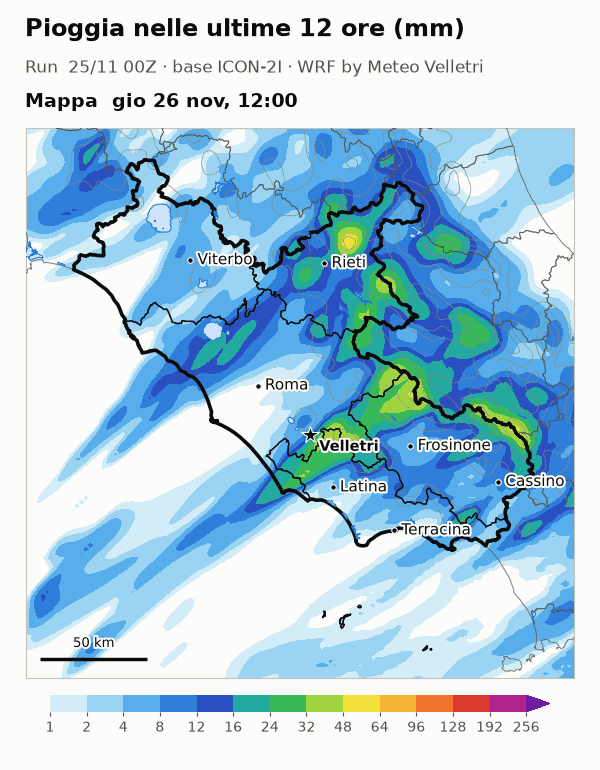 Pioggia nelle ultime 12 ore (mm)
Run  25/11 00Z · base ICON-2I · WRF by Meteo Velletri
Mappa  gio 26 nov, 12:00
Viterbo
Rieti
Roma
Velletri
Frosinone
Cassino
Latina
Terracina
50 km
1 2 4 8 12 16 24 32 48 64 96 128 192 256